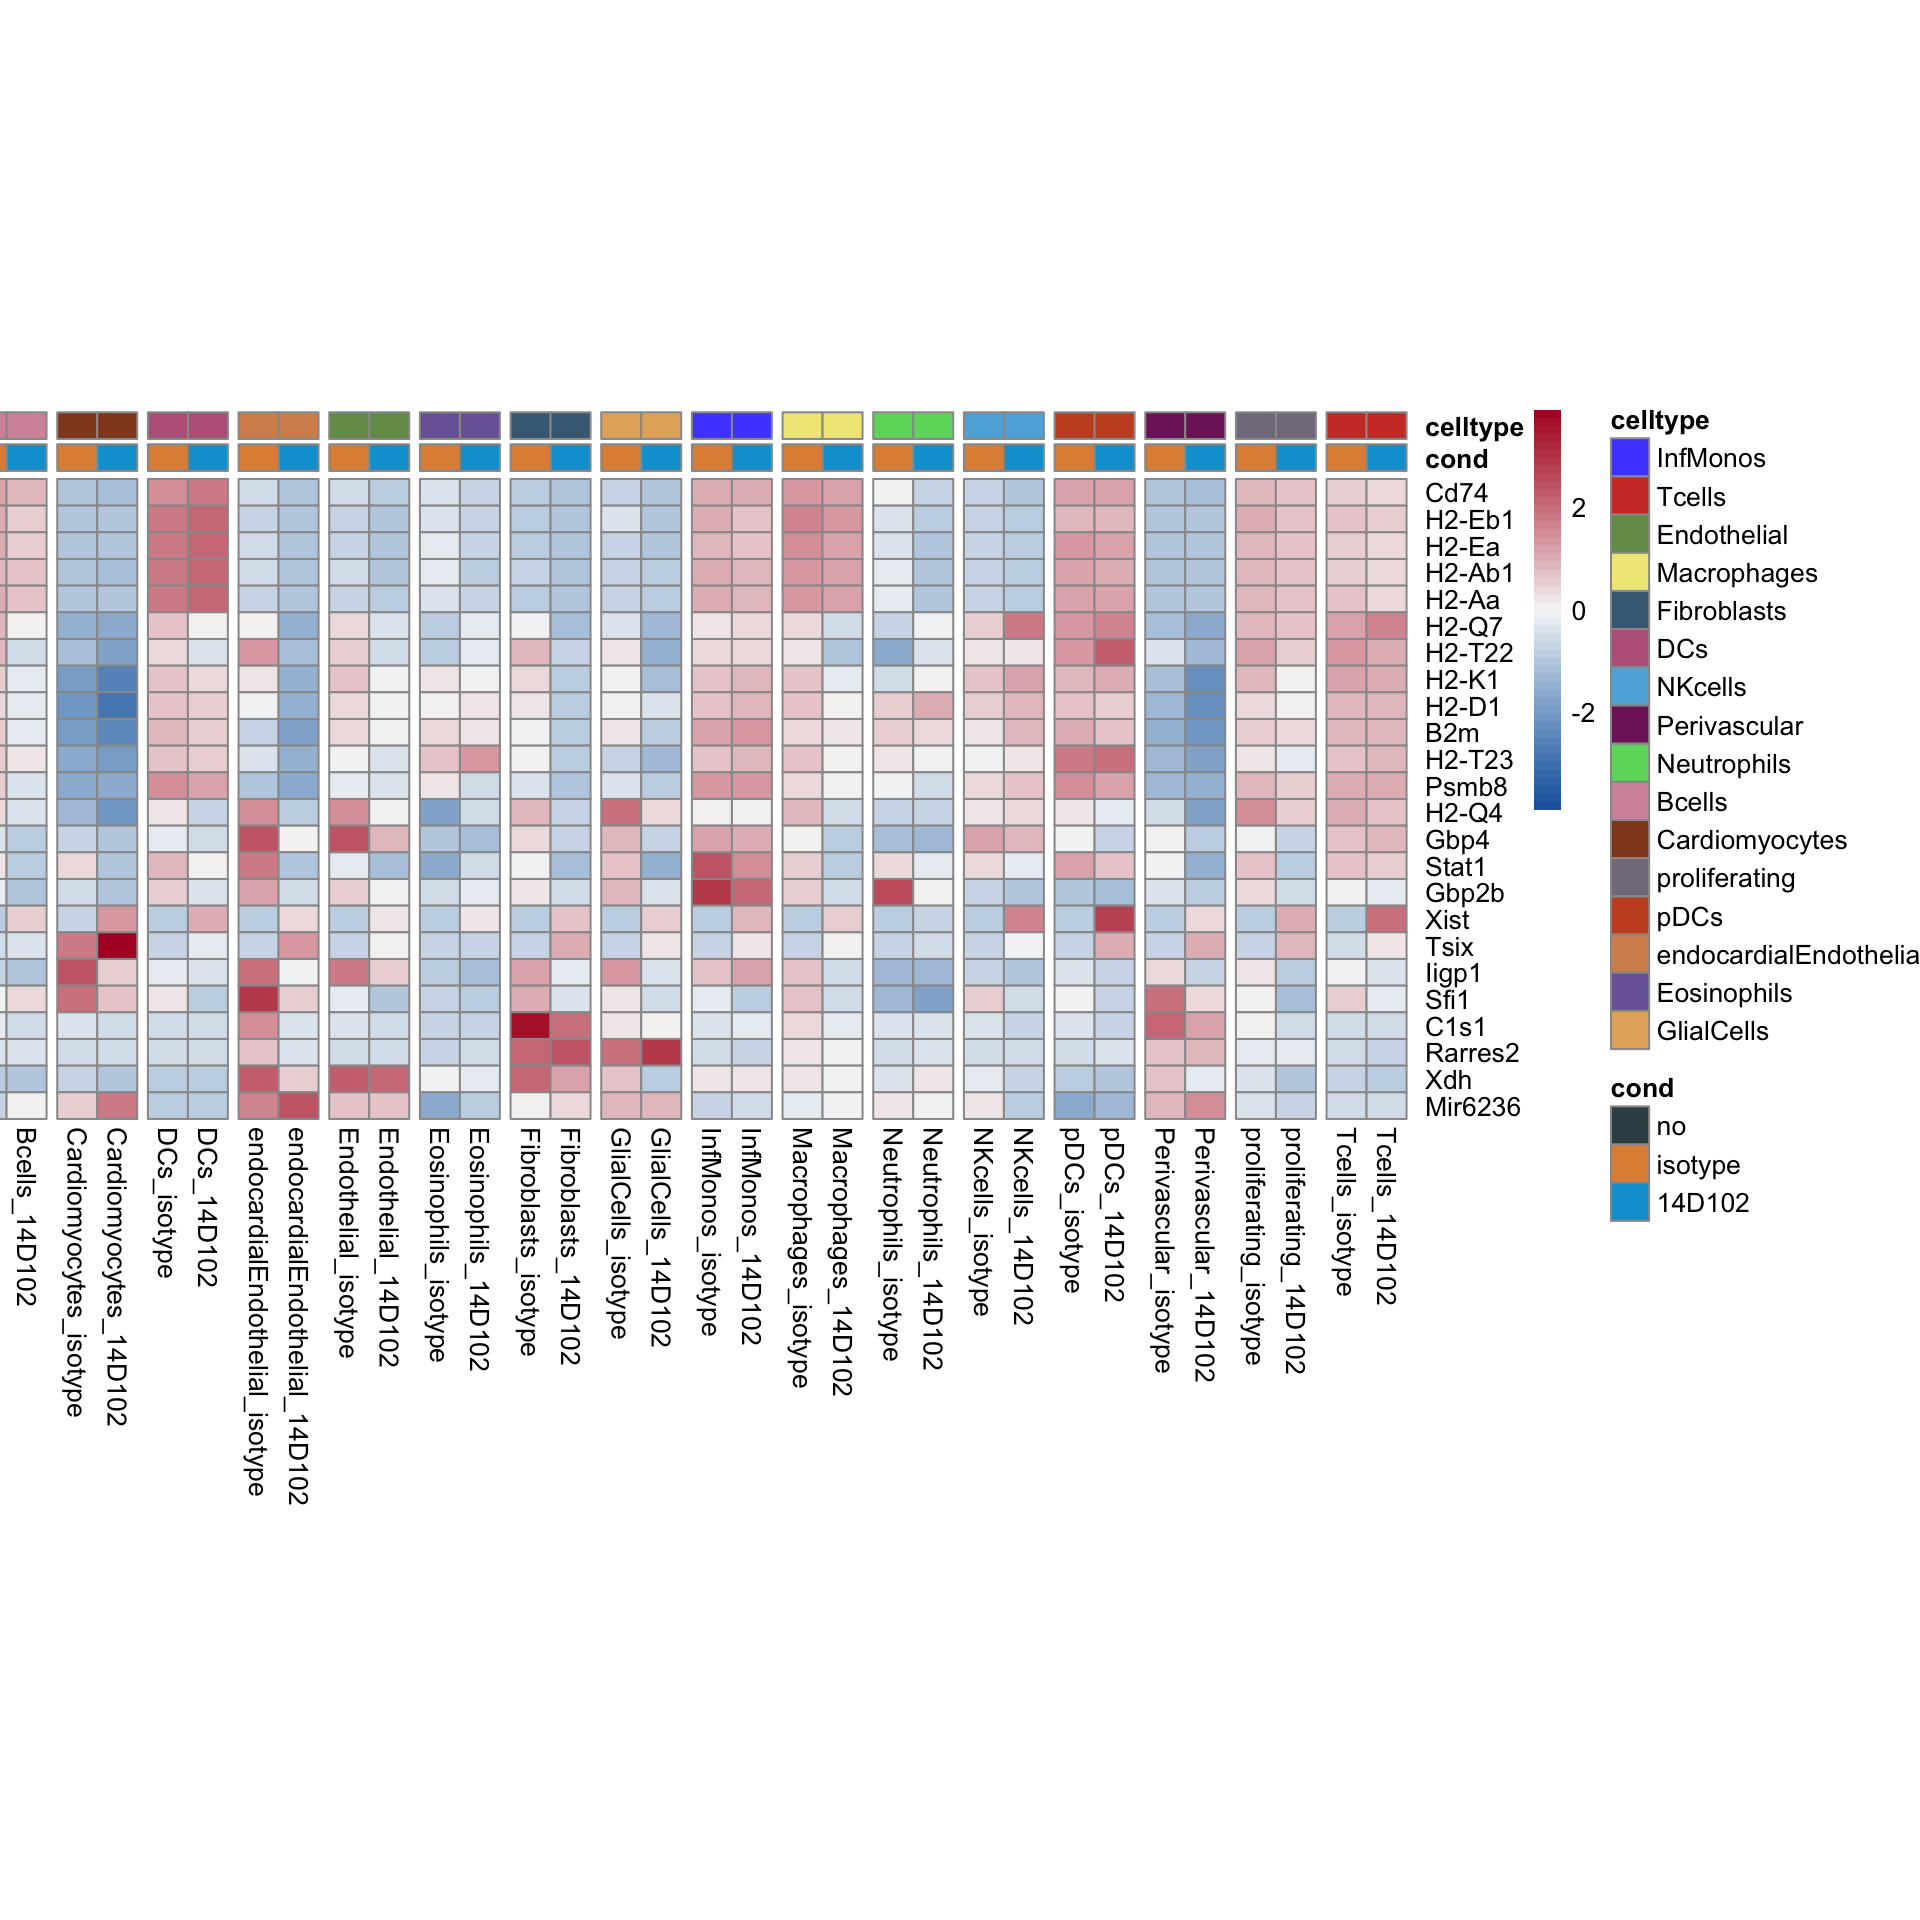 celltype
cond
Cd74
H2-Eb1
H2-Ea
H2-Ab1
H2-Aa
H2-Q7
H2-T22
H2-K1
H2-D1
B2m
H2-T23
Psmb8
H2-Q4
Gbp4
Stat1
Gbp2b
Xist
Tsix
Iigp1
Sfi1
C1s1
Rarres2
Xdh
Mir6236
Bcells_14D102
Cardiomyocytes_isotype
Cardiomyocytes_14D102
DCs_isotype
DCs_14D102
endocardialEndothelial_isotype
endocardialEndothelial_14D102
Endothelial_isotype
Endothelial_14D102
Eosinophils_isotype
Eosinophils_14D102
Fibroblasts_isotype
Fibroblasts_14D102
GlialCells_isotype
GlialCells_14D102
InfMonos_isotype
InfMonos_14D102
Macrophages_isotype
Macrophages_14D102
Neutrophils_isotype
Neutrophils_14D102
NKcells_isotype
NKcells_14D102
pDCs_isotype
pDCs_14D102
Perivascular_isotype
Perivascular_14D102
proliferating_isotype
proliferating_14D102
Tcells_isotype
Tcells_14D102
2
0
-2
celltype
InfMonos
Tcells
Endothelial
Macrophages
Fibroblasts
DCs
NKcells
Perivascular
Neutrophils
Bcells
Cardiomyocytes
proliferating
pDCs
endocardialEndothelia
Eosinophils
GlialCells
cond
no
isotype
14D102